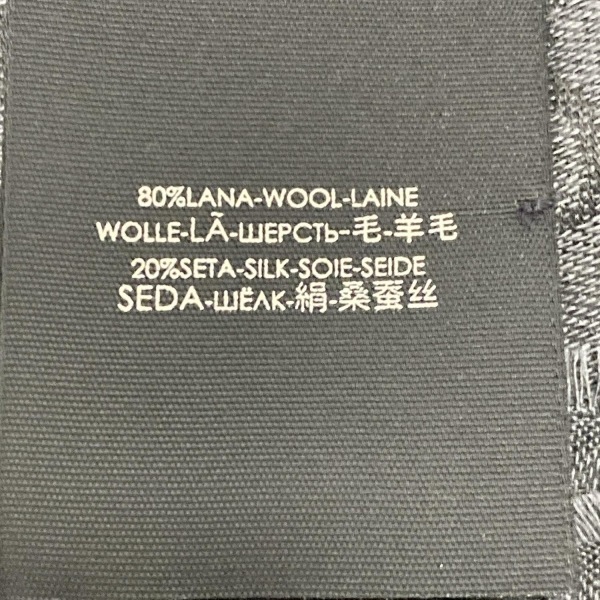 80%LANA-WOOL-LAINE
WOLLE-LÃ-ШЕРСТЬ-毛-羊毛
20%SETA-SILK-SOIE-SEIDE
SEDA-ШЁЛК-絹-桑蚕丝